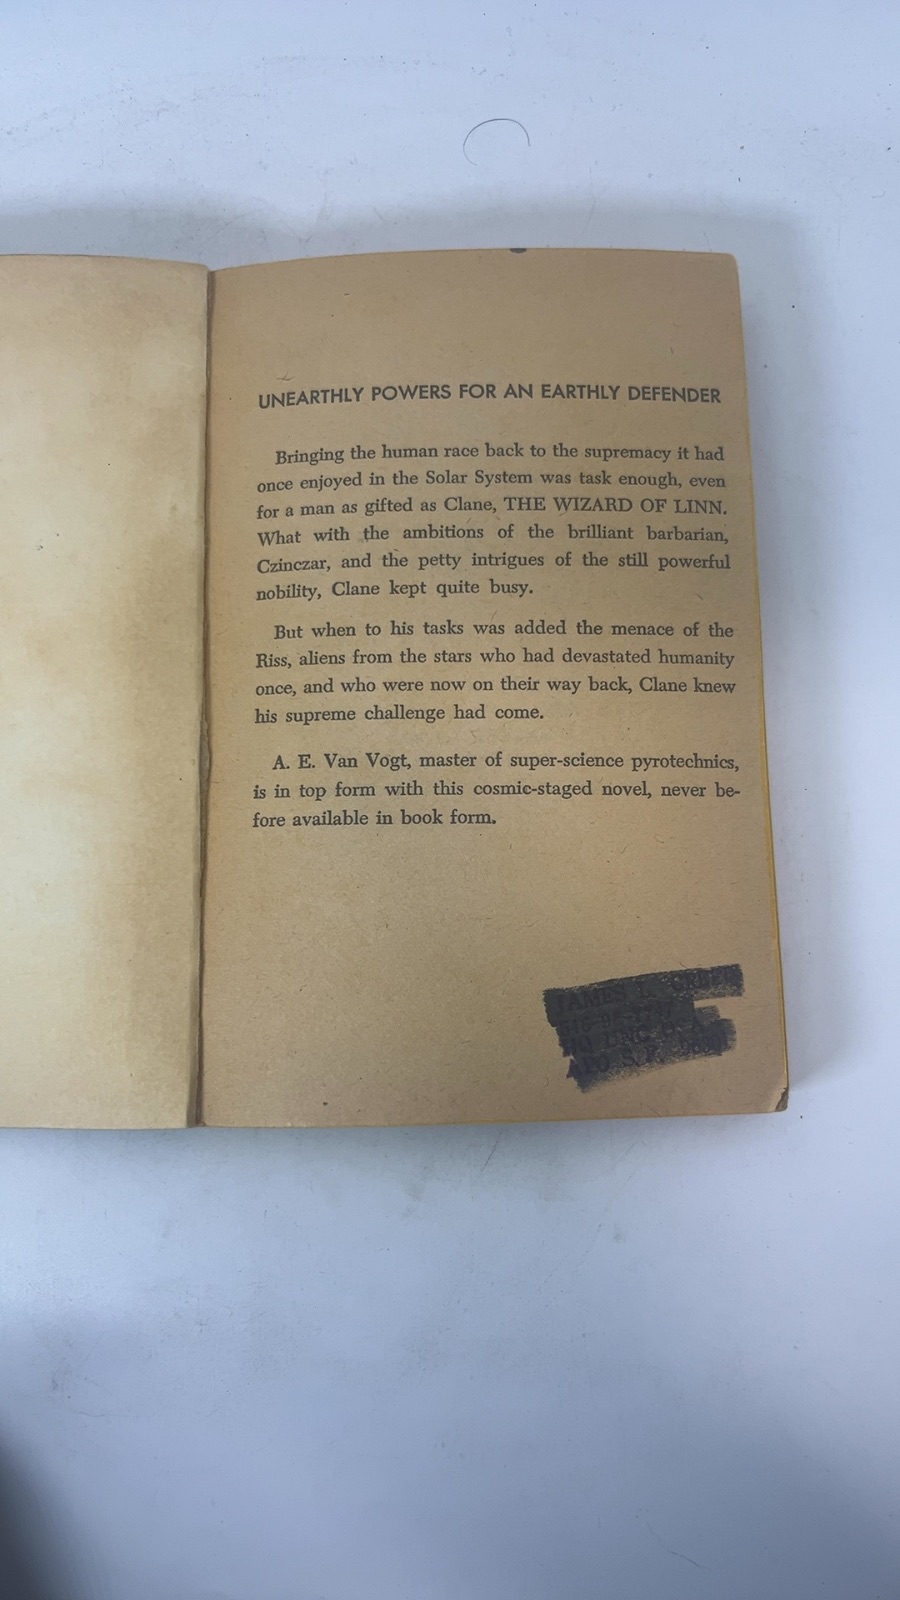 UNEARTHLY POWERS FOR AN EARTHLY DEFENDER
Bringing the human race back to the supremacy it had
once enjoyed in the Solar System was task enough, even
for a man as gifted as Clane, THE WIZARD OF LINN.
What with the ambitions of the brilliant barbarian,
Czinczar, and the petty intrigues of the still powerful
nobility, Clane kept quite busy.
But when to his tasks was added the menace of the
Riss, aliens from the stars who had devastated humanity
once, and who were now on their way back, Clane knew
his supreme challenge had come.
A. E. Van Vogt, master of super-science pyrotechnics,
is in top form with this cosmic-staged novel, never be-
fore available in book form.
JAMES